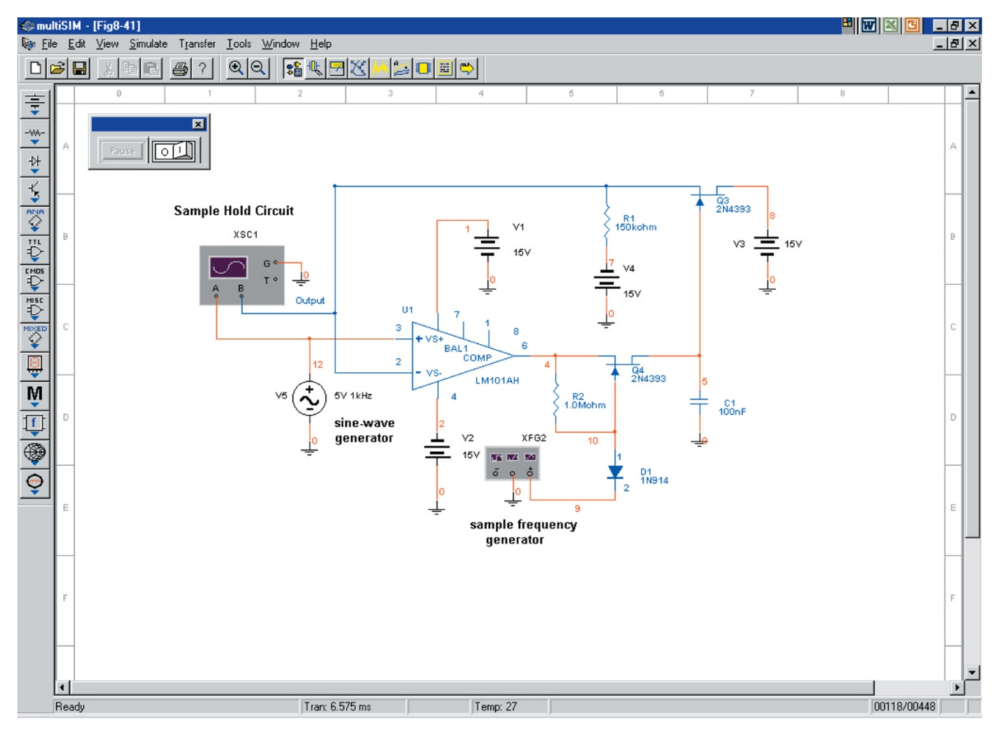 multiSIM - [Fig8-41]
File Edit View Simulate Transfer Tools Window Help
0 1 2 3 4 5 6 7 8
Pause
A A
Sample Hold Circuit
XSC1
G
T
A B
0
Output
1
V1
15V
0
R1
150kohm
7
V4
15V
0
Q3
2N4393
8
V3 15V
0
B B
ANA
TTL
CMOS
MISC
MIXED
C C
U1
3
2
+ VS+
BAL1
COMP
- VS-
7
1
8
6
LM101AH
4
4
Q4
2N4393
5
12
V5 5V 1kHz
sine-wave
generator
0
R2
1.0Mohm
C1
100nF
0
D D
M
f
2
V2
15V
0
XFG2
0
10
1
D1
1N914
2
9
sample frequency
generator
E E
F F
Ready Tran: 6.575 ms Temp: 27 00118/00448